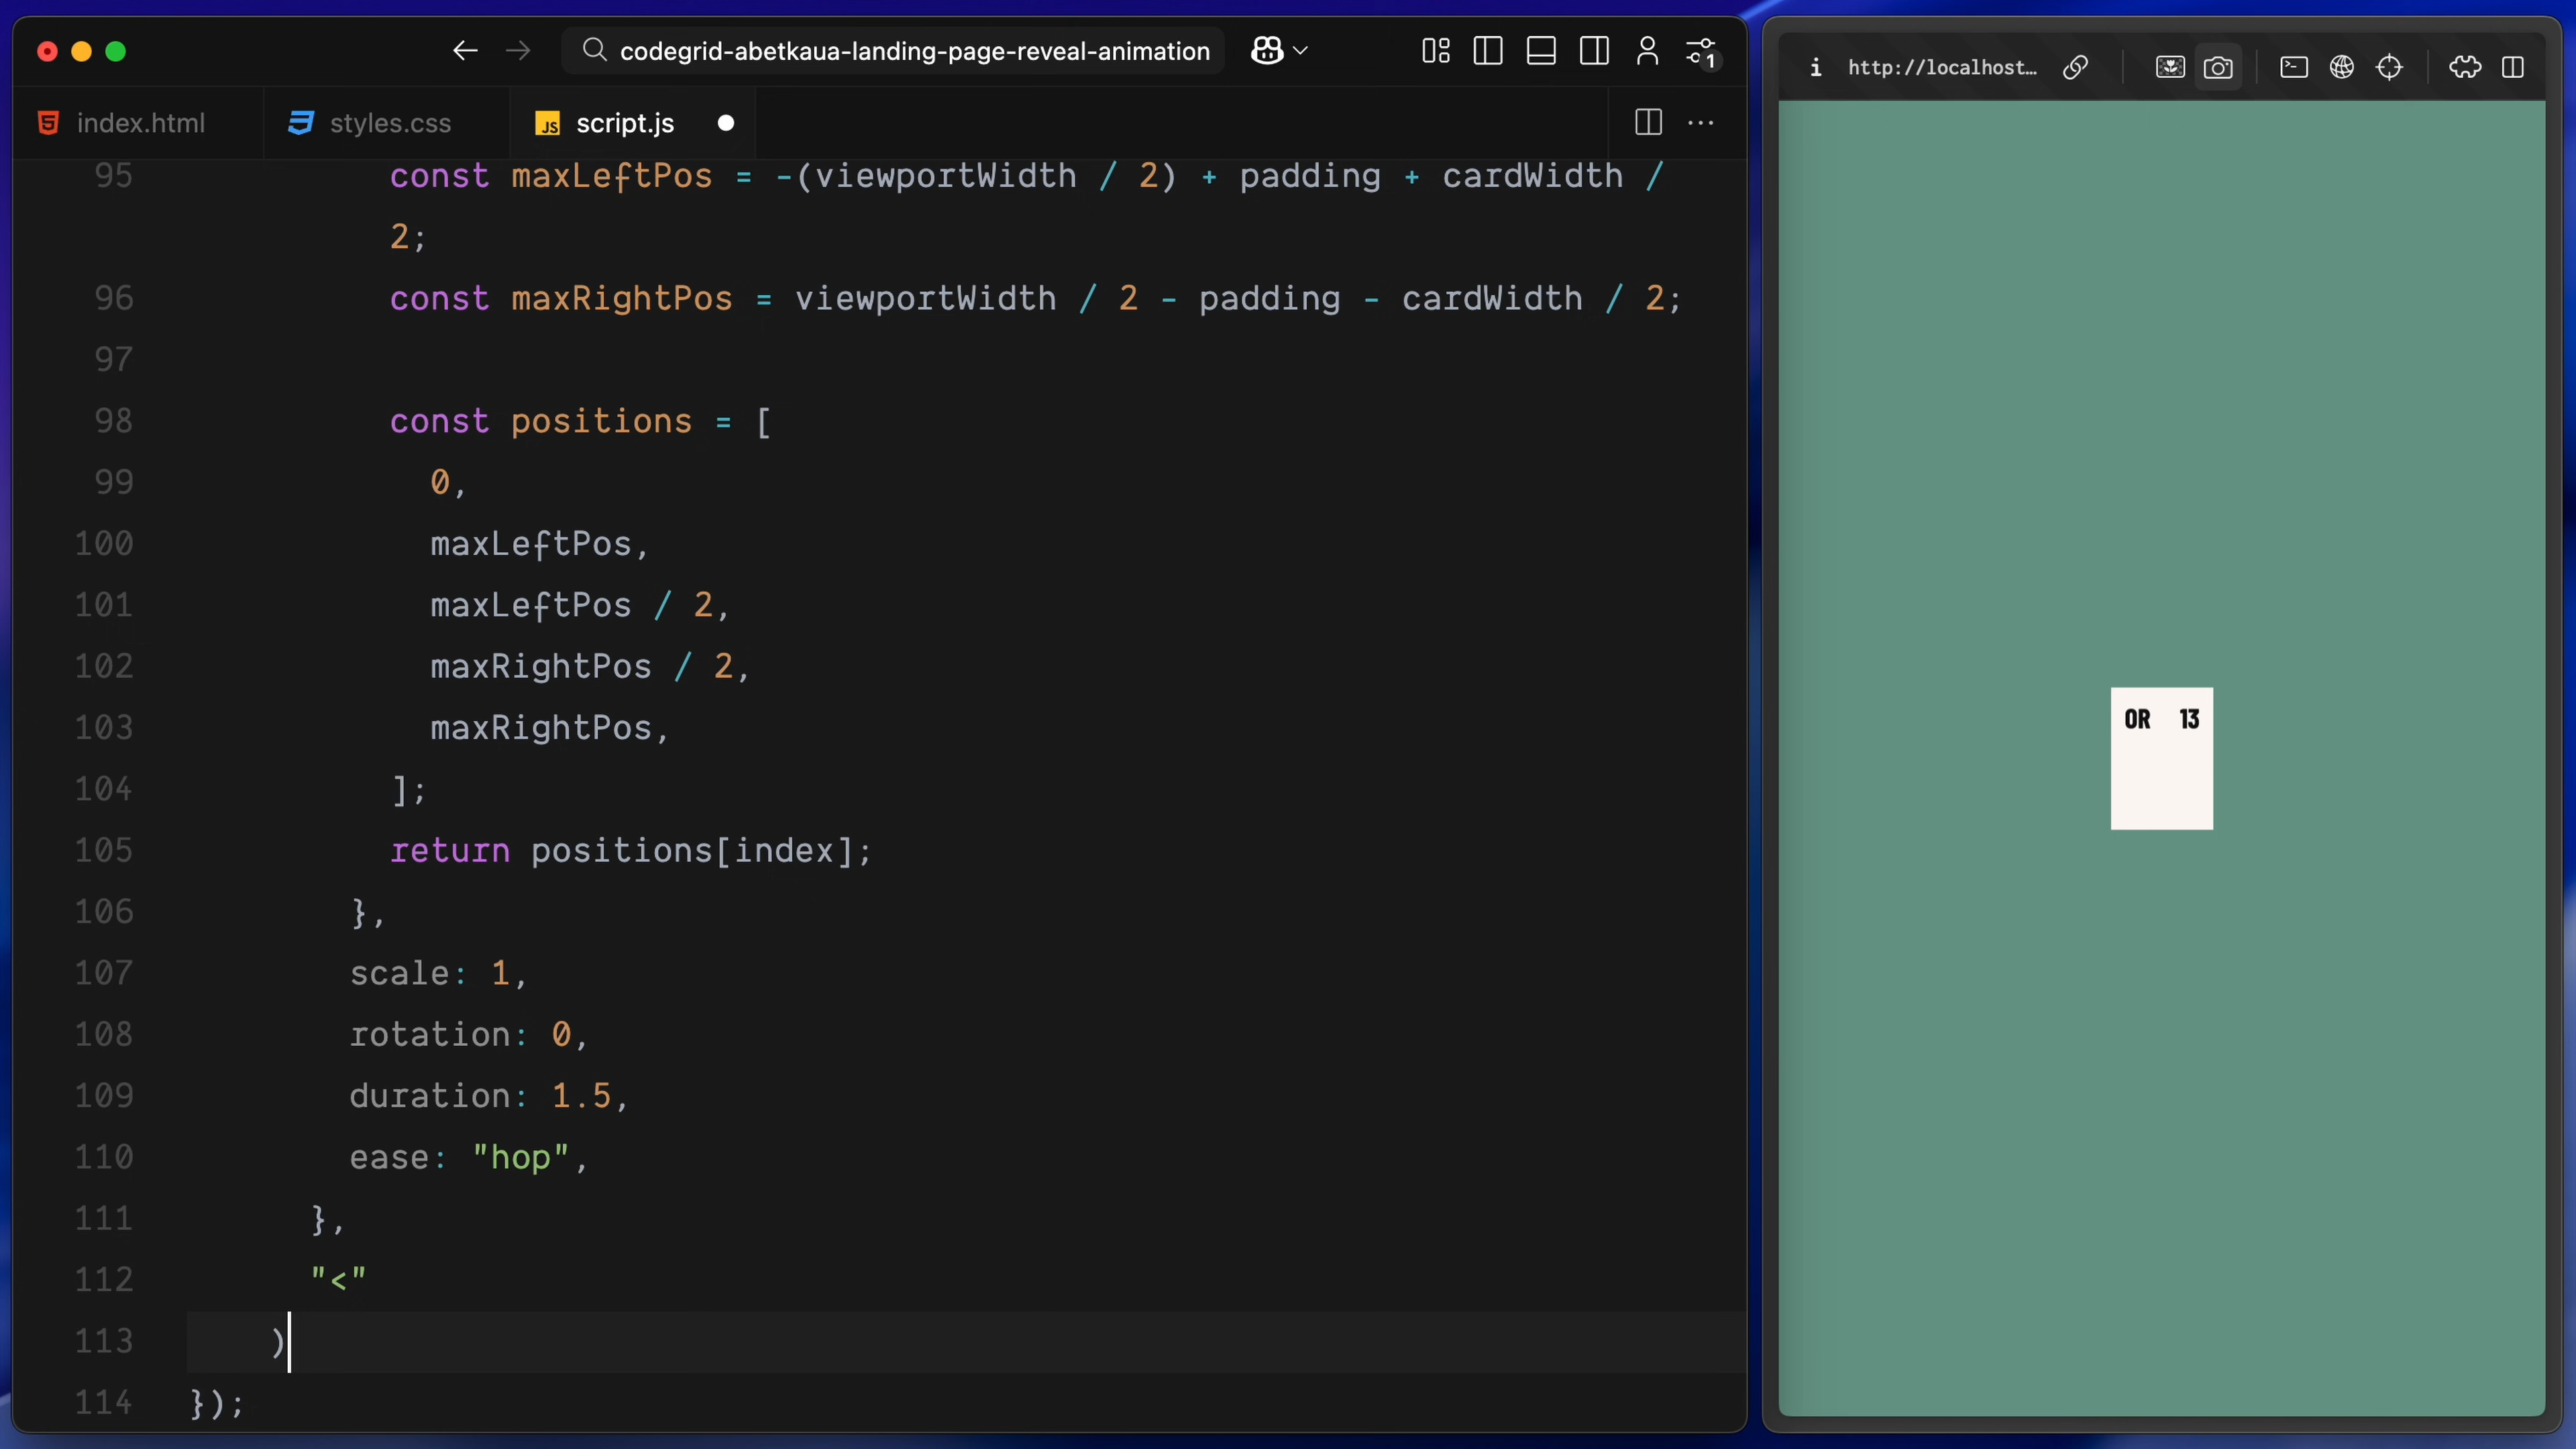 codegrid-abetkaua-landing-page-reveal-animation
1
index.html
styles.css
JS script.js
95 const maxLeftPos = -(viewportWidth / 2) + padding + cardWidth /
2;
96 const maxRightPos = viewportWidth / 2 - padding - cardWidth / 2;
97
98 const positions = [
99 0,
100 maxLeftPos,
101 maxLeftPos / 2,
102 maxRightPos / 2,
103 maxRightPos,
104 ];
105 return positions[index];
106 },
107 scale: 1,
108 rotation: 0,
109 duration: 1.5,
110 ease: "hop",
111 },
112 "<"
113 )
114 });
http://localhost…
OR 13